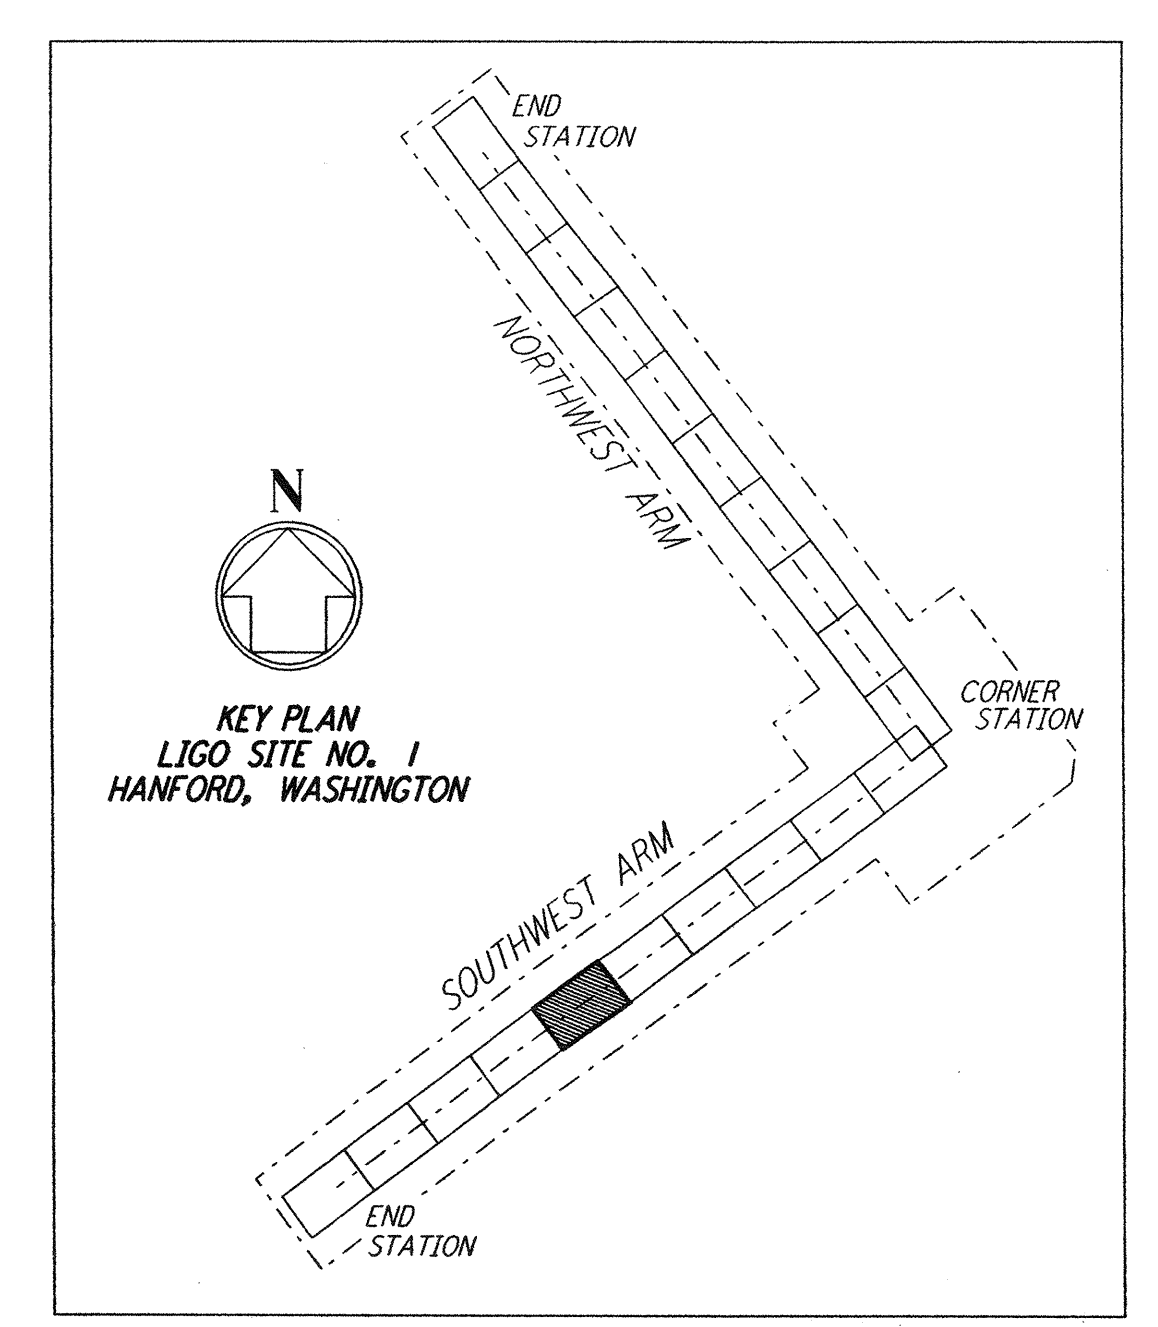 END
STATION
NORTHWEST ARM
N
CORNER
STATION
KEY PLAN
LIGO SITE NO. 1
HANFORD, WASHINGTON
SOUTHWEST ARM
END
STATION